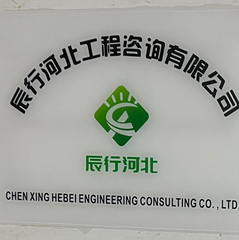 辰行河北工程咨询有限公司
辰行河北
CHEN XING HEBEI ENGINEERING CONSULTING CO. , LTD.